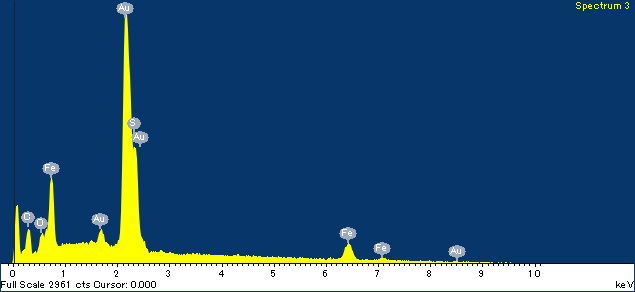 Spectrum 3
Au
S
Au
Fe
O
O
Au
Fe
Fe
Au
0 1 2 3 4 5 6 7 8 9 10
Full Scale 2961 cts Cursor: 0.000 keV